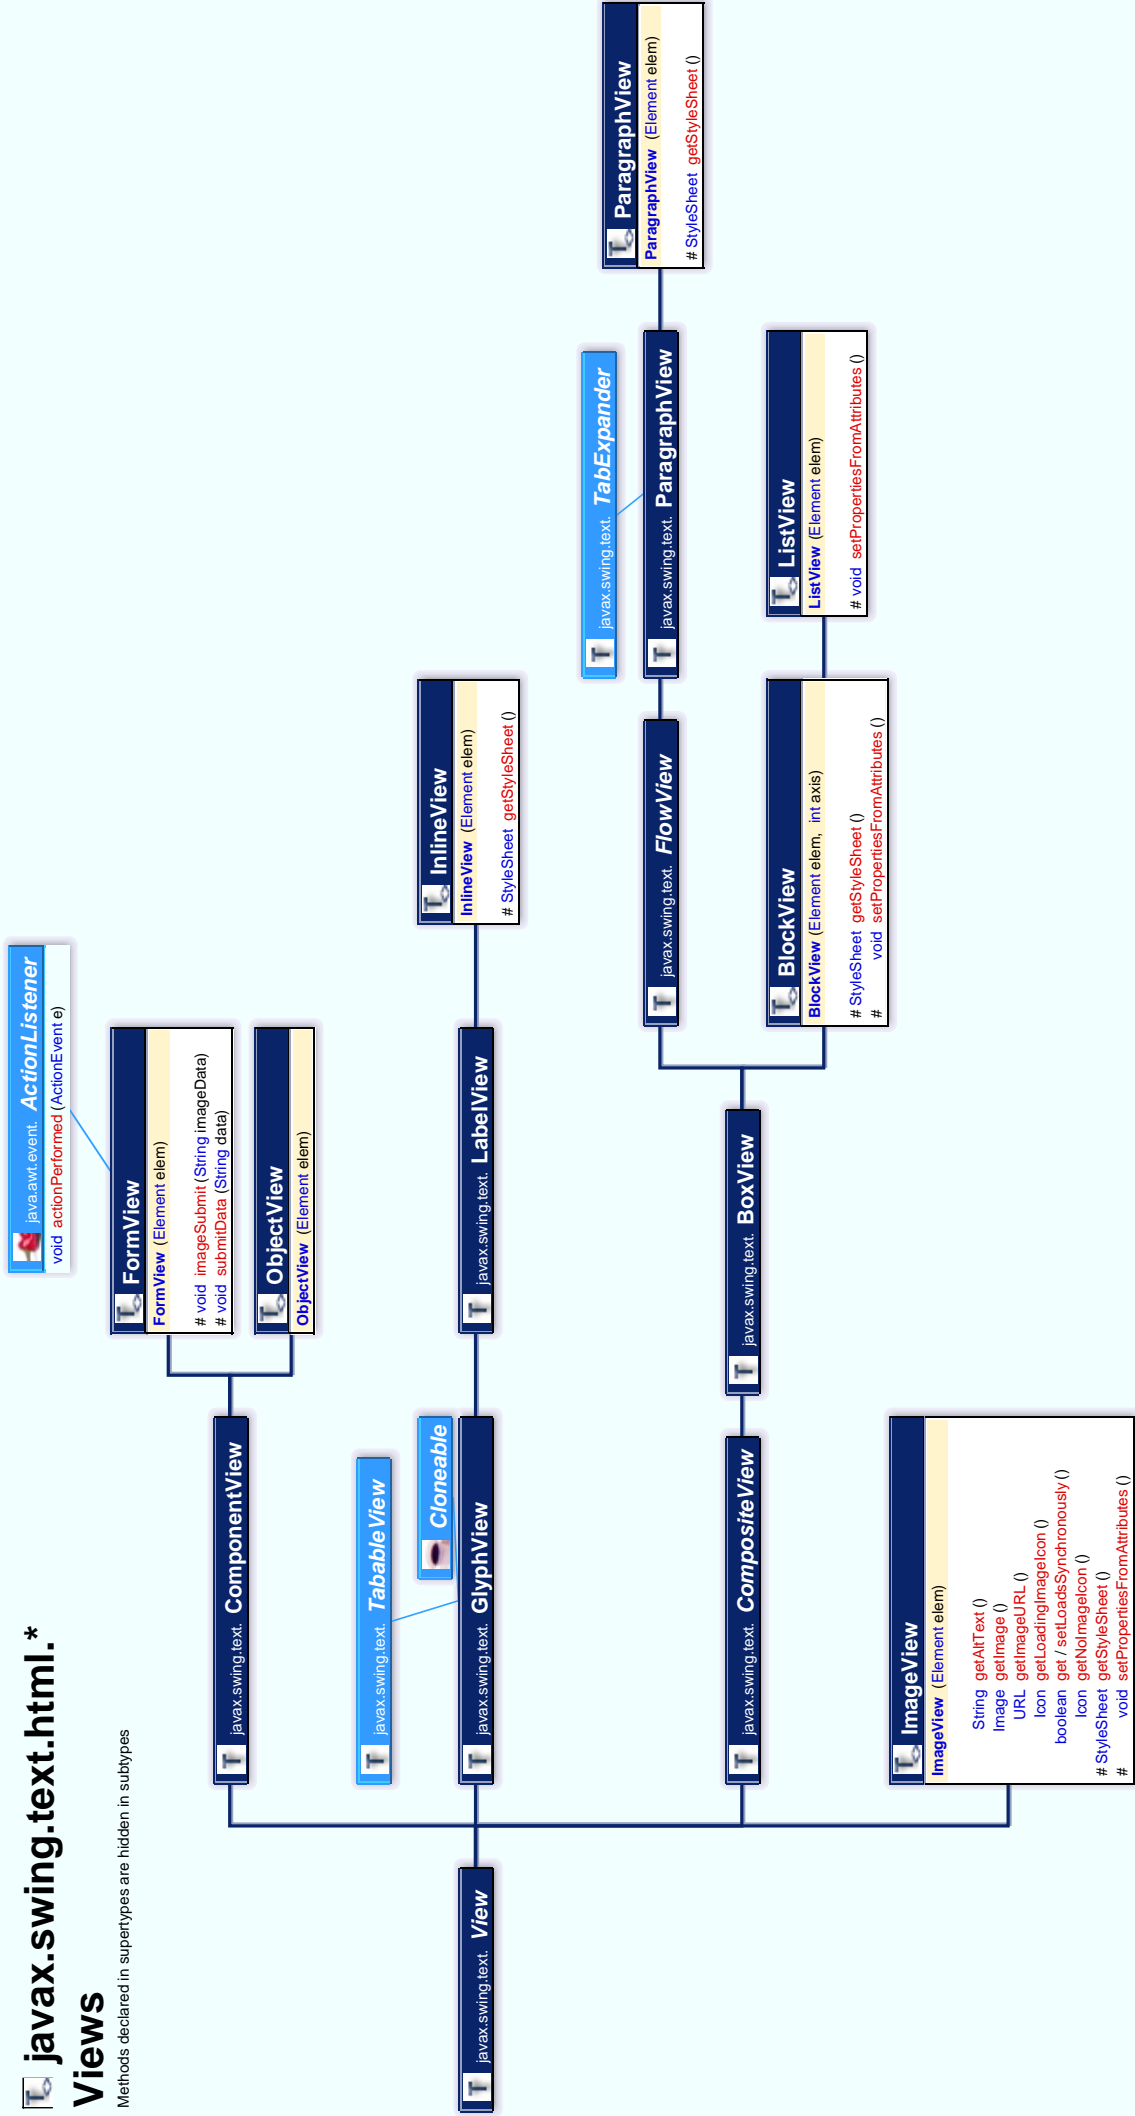 javax.swing.text.html.*
Views
Methods declared in supertypes are hidden in subtypes
java.awt.event. ActionListener
void actionPerformed (ActionEvent e)
FormView
FormView (Element elem)
# void imageSubmit (String imageData)
# void submitData (String data)
javax.swing.text. ComponentView
ObjectView
ObjectView (Element elem)
javax.swing.text. TabableView
Cloneable
javax.swing.text. View
javax.swing.text. GlyphView
javax.swing.text. LabelView
InlineView
InlineView (Element elem)
# StyleSheet getStyleSheet ()
javax.swing.text. TabExpander
javax.swing.text. FlowView
javax.swing.text. ParagraphView
ParagraphView
ParagraphView (Element elem)
# StyleSheet getStyleSheet ()
javax.swing.text. CompositeView
javax.swing.text. BoxView
BlockView
BlockView (Element elem, int axis)
# StyleSheet getStyleSheet ()
# void setPropertiesFromAttributes ()
ListView
ListView (Element elem)
# void setPropertiesFromAttributes ()
ImageView
ImageView (Element elem)
String getAltText ()
Image getImage ()
URL getImageURL ()
Icon getLoadingImageIcon ()
boolean get / setLoadsSynchronously ()
Icon getNoImageIcon ()
# StyleSheet getStyleSheet ()
# void setPropertiesFromAttributes ()